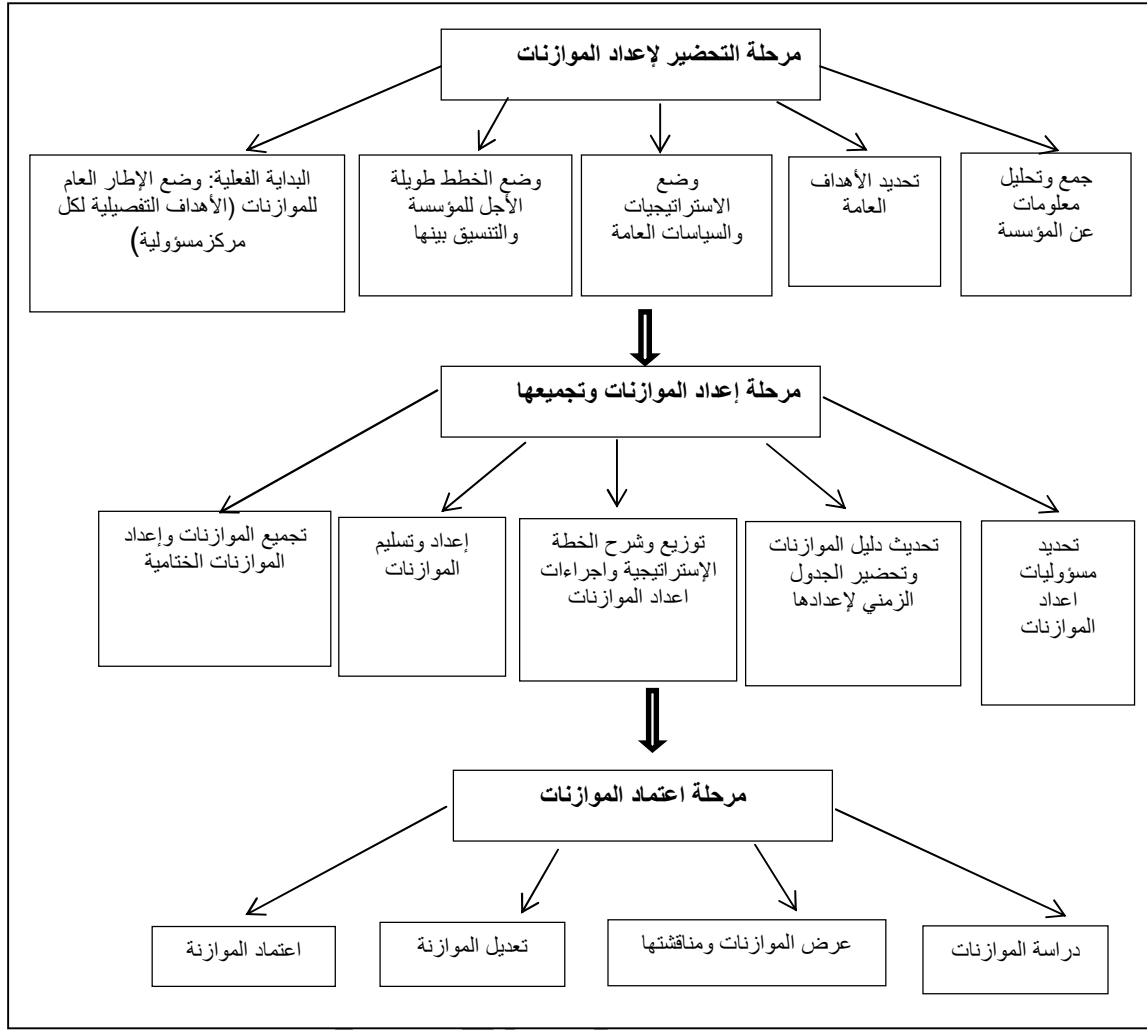 مرحلة التحضير لإعداد الموازنات
جمع وتحليل
معلومات
عن المؤسسة
تحديد الأهداف
العامة
وضع
الاستراتيجيات
والسياسات العامة
وضع الخطط طويلة
الأجل للمؤسسة
والتنسيق بينها
البداية الفعلية: وضع الإطار العام
للموازنات (الأهداف التفصيلية لكل
مركزمسؤولية)
مرحلة إعداد الموازنات وتجميعها
تحديد
مسؤوليات
اعداد
الموازنات
تحديث دليل الموازنات
وتحضير الجدول
الزمني لإعدادها
توزيع وشرح الخطة
الإستراتيجية واجراءات
اعداد الموازنات
إعداد وتسليم
الموازنات
تجميع الموازنات وإعداد
الموازنات الختامية
مرحلة اعتماد الموازنات
دراسة الموازنات
عرض الموازنات ومناقشتها
تعديل الموازنة
اعتماد الموازنة